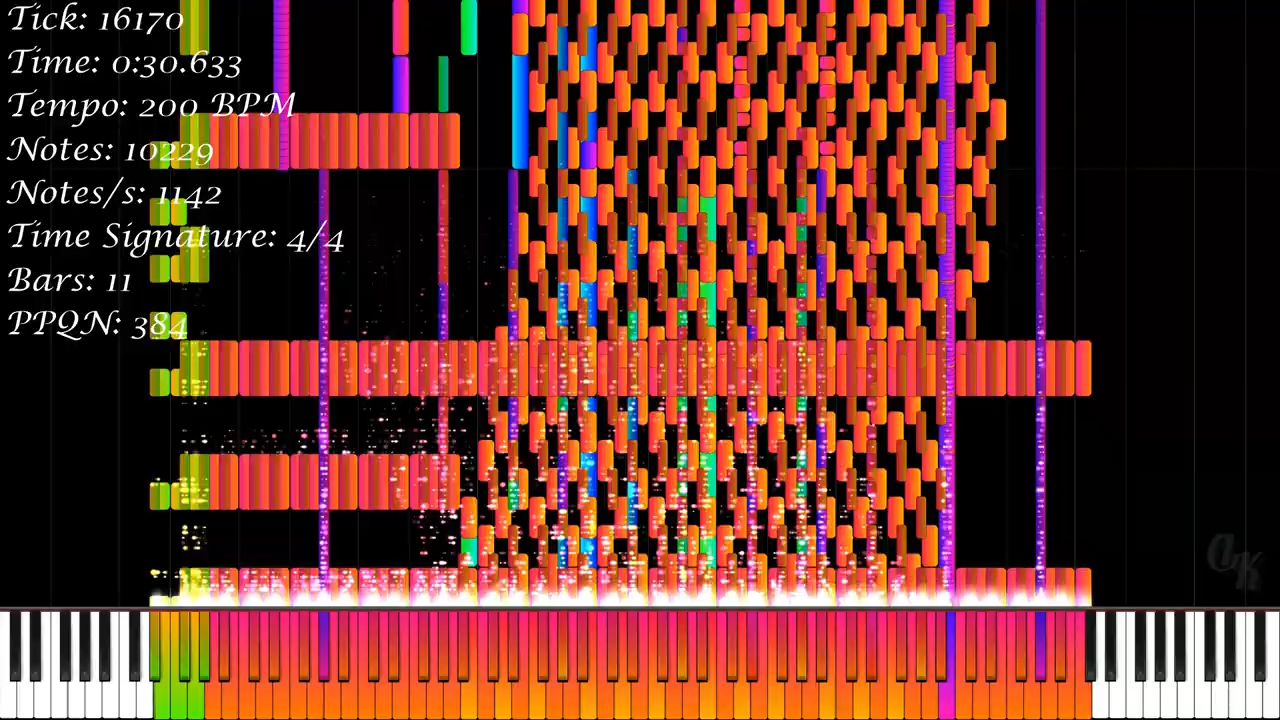 Tick: 16170
Time: 0:30.633
Tempo: 200 BPM
Notes: 10229
Notes/s: 1142
Time Signature: 4/4
Bars: 11
PPQN: 384